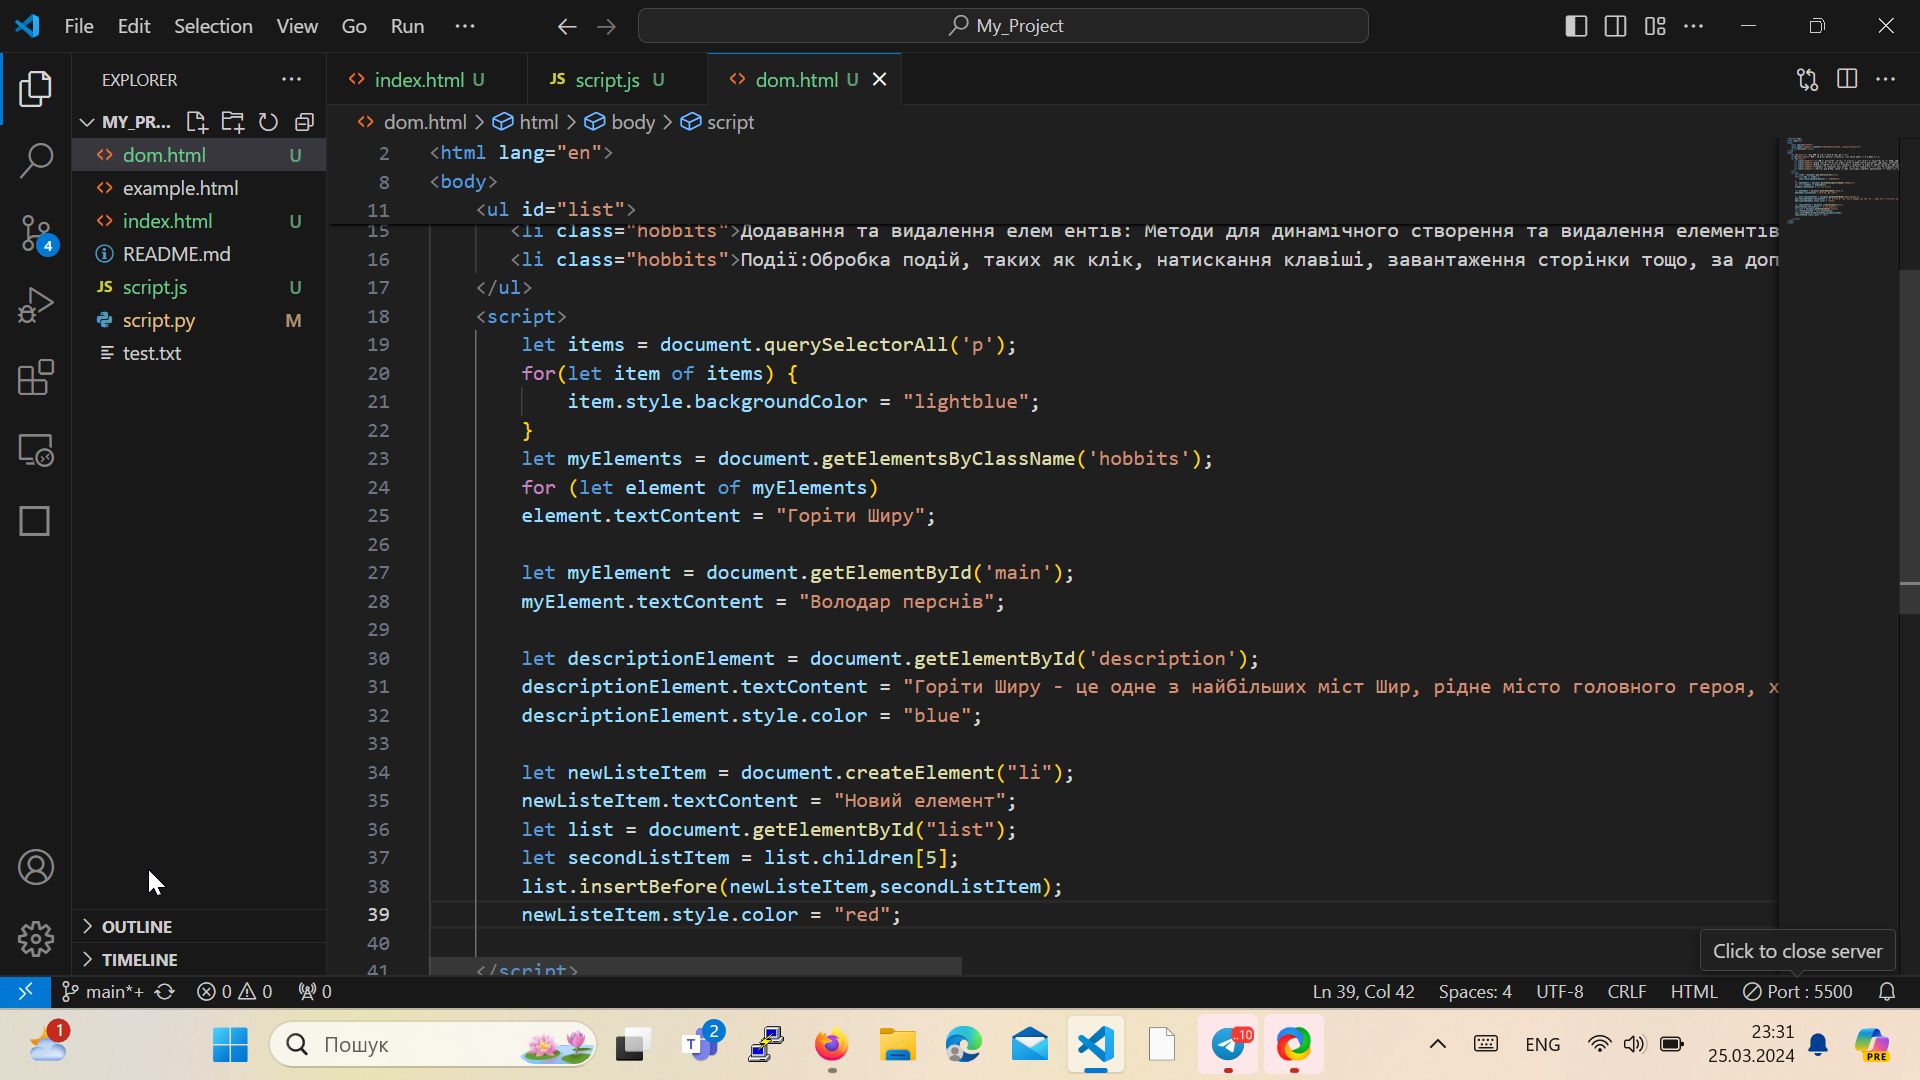 File Edit Selection View Go Run ···
My_Project
EXPLORER
index.html U
JS script.js U
dom.html U
MY_PR...
dom.html > html > body > script
dom.html U
example.html
index.html U
README.md
JS script.js U
script.py M
test.txt
OUTLINE
TIMELINE
2 <html lang="en">
8 <body>
11 <ul id="list">
15 <li class="hobbits">Додавання та видалення елем ентів: Методи для динамічного створення та видалення елементів
16 <li class="hobbits">Події:Обробка подій, таких як клік, натискання клавіші, завантаження сторінки тощо, за доп
17 </ul>
18 <script>
19 let items = document.querySelectorAll('p');
20 for(let item of items) {
21 item.style.backgroundColor = "lightblue";
22 }
23 let myElements = document.getElementsByClassName('hobbits');
24 for (let element of myElements)
25 element.textContent = "Горіти Ширу";
26
27 let myElement = document.getElementById('main');
28 myElement.textContent = "Володар перснів";
29
30 let descriptionElement = document.getElementById('description');
31 descriptionElement.textContent = "Горіти Ширу - це одне з найбільших міст Шир, рідне місто головного героя, х
32 descriptionElement.style.color = "blue";
33
34 let newListeItem = document.createElement("li");
35 newListeItem.textContent = "Новий елемент";
36 let list = document.getElementById("list");
37 let secondListItem = list.children[5];
38 list.insertBefore(newListeItem,secondListItem);
39 newListeItem.style.color = "red";
40
41 </script>
Click to close server
4
main*+ 0 0 0
Ln 39, Col 42 Spaces: 4 UTF-8 CRLF HTML Port : 5500
1
Пошук
2
10
ENG
23:31
25.03.2024
PRE